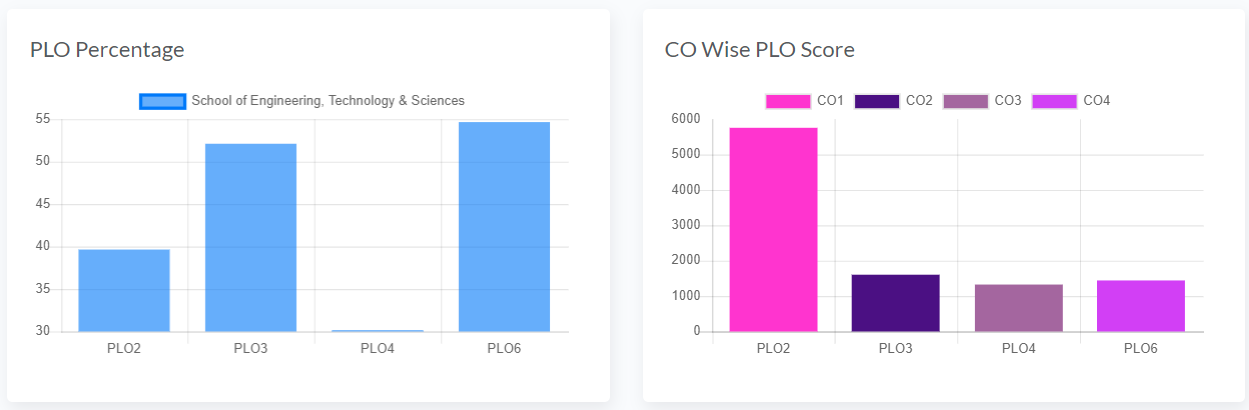 PLO Percentage
School of Engineering, Technology & Sciences
55
50
45
40
35
30
PLO2 PLO3 PLO4 PLO6
CO Wise PLO Score
CO1 CO2 CO3 CO4
6000
5000
4000
3000
2000
1000
0
PLO2 PLO3 PLO4 PLO6